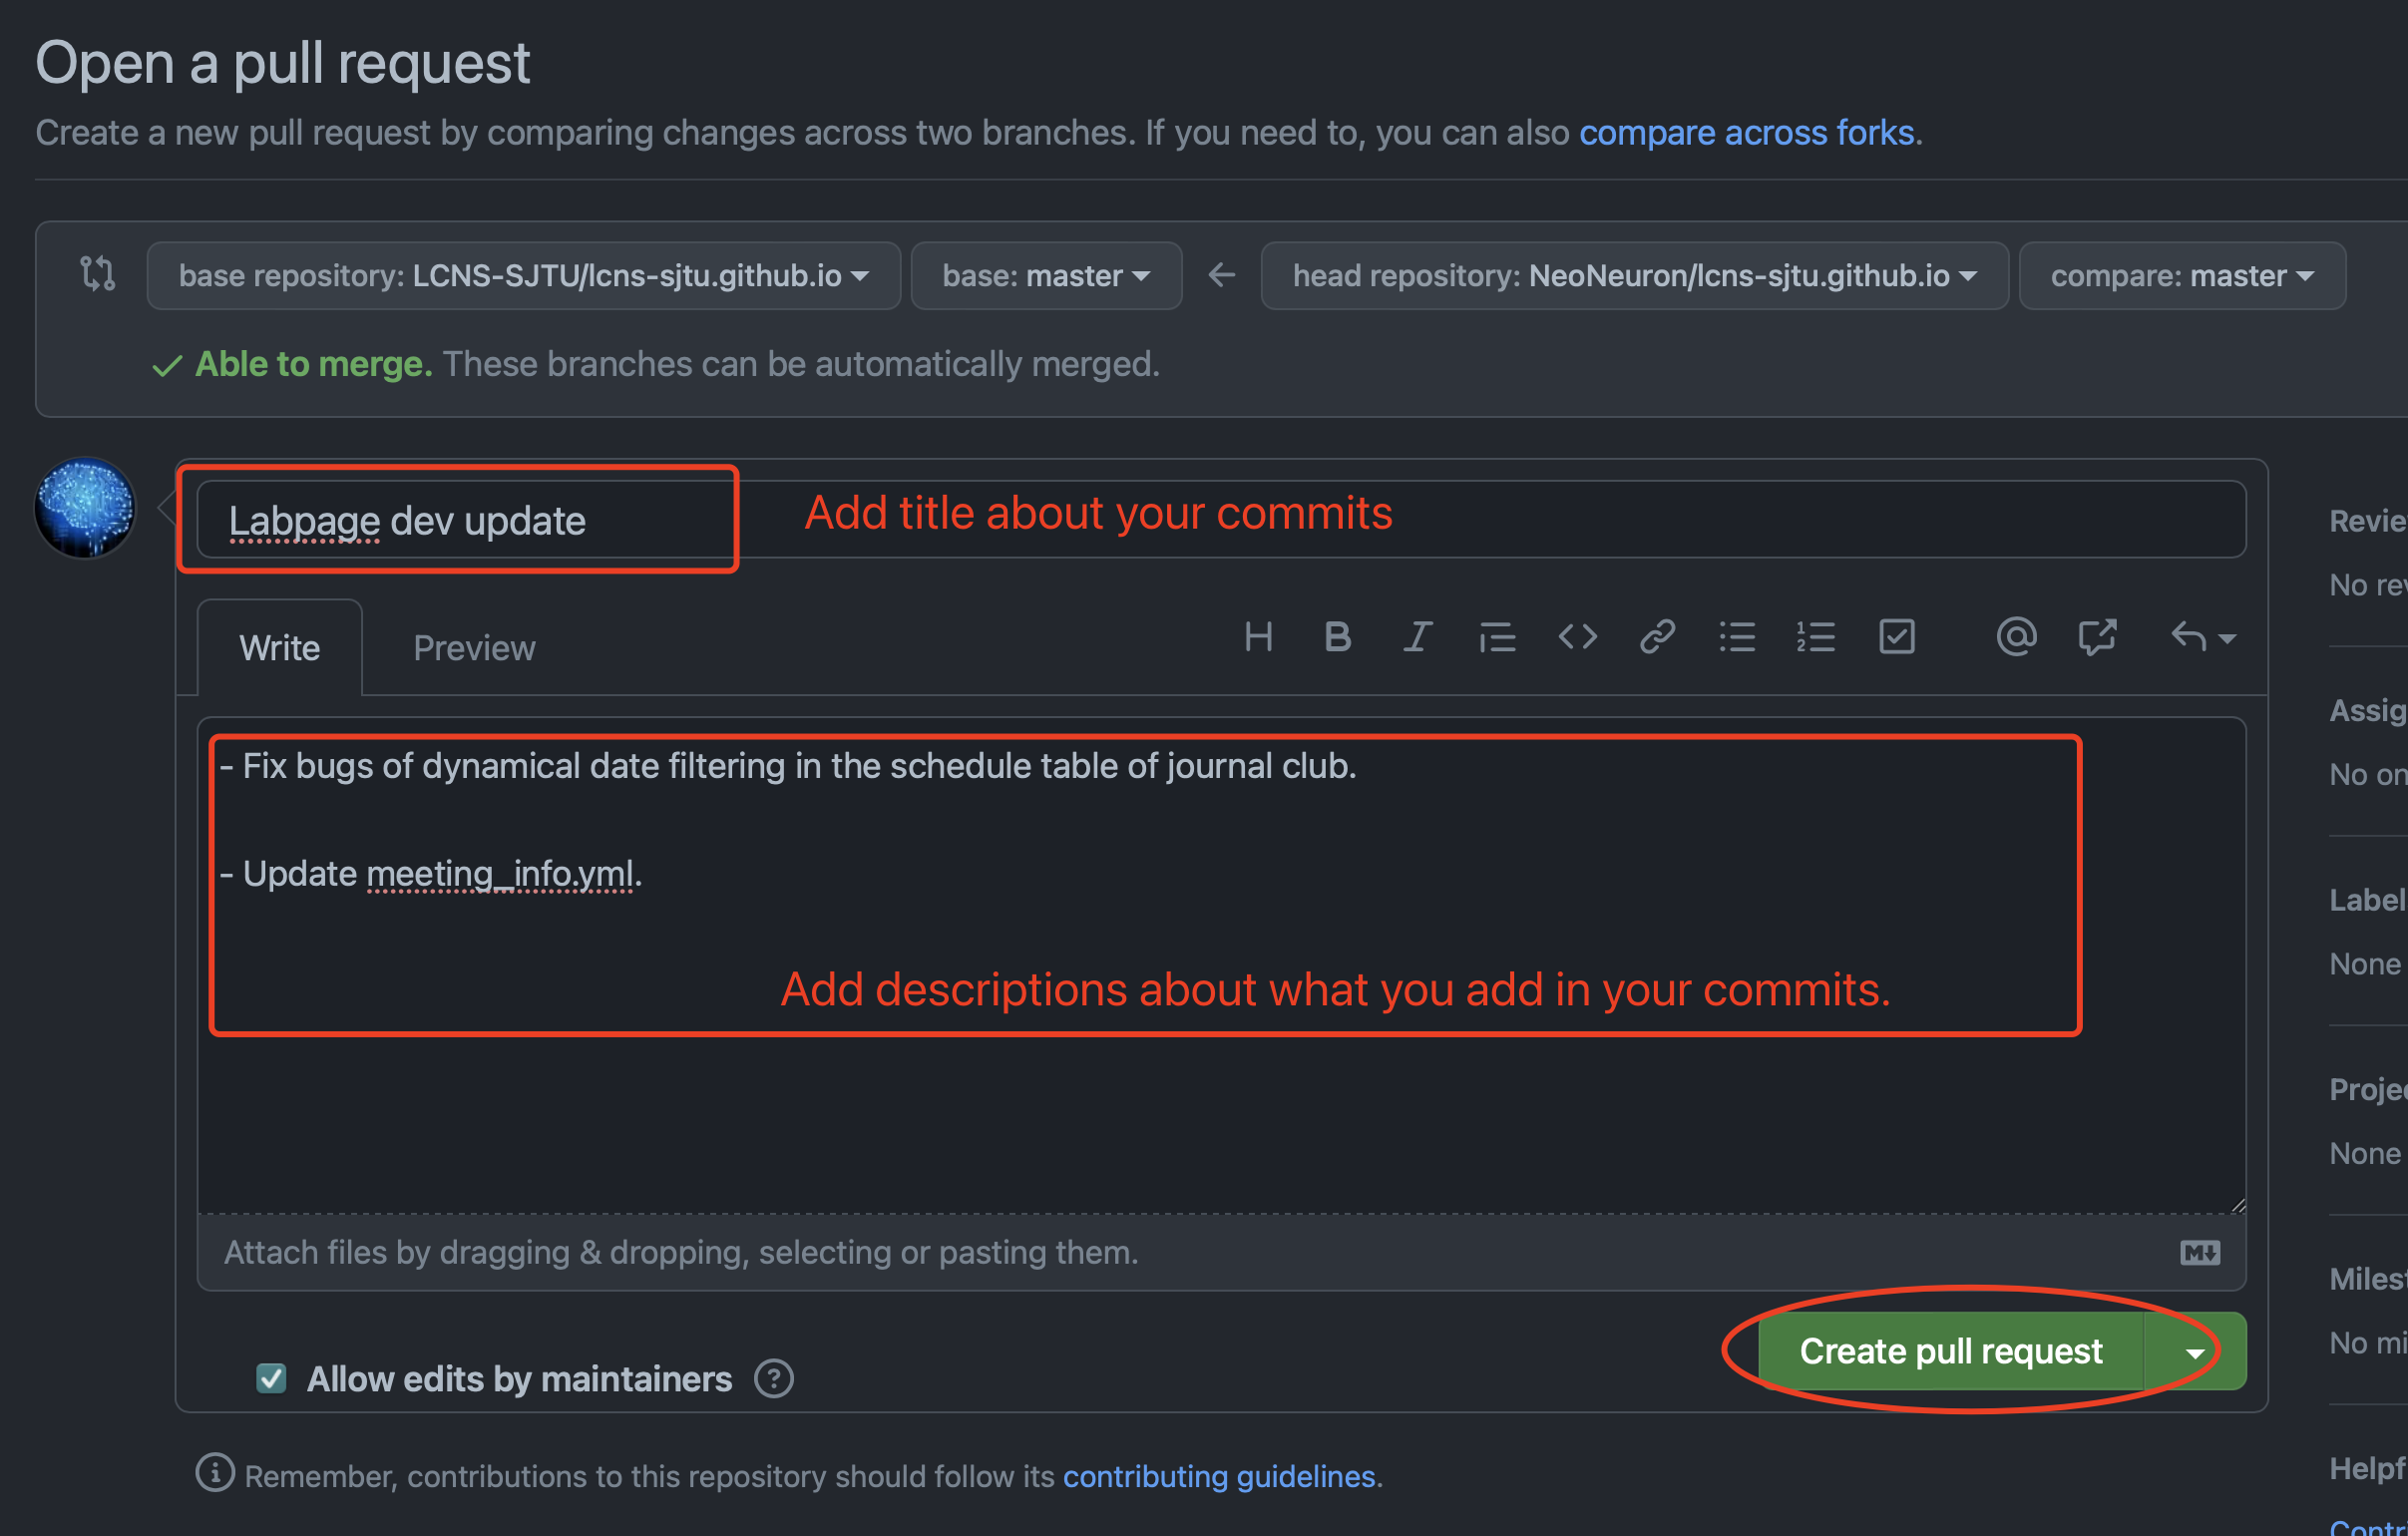 Open a pull request
Create a new pull request by comparing changes across two branches. If you need to, you can also compare across forks.
base repository: LCNS-SJTU/lcns-sjtu.github.io base: master head repository: NeoNeuron/lcns-sjtu.github.io compare: master
Able to merge. These branches can be automatically merged.
Labpage dev update
Add title about your commits
Write Preview
- Fix bugs of dynamical date filtering in the schedule table of journal club.
- Update meeting_info.yml.
Add descriptions about what you add in your commits.
Attach files by dragging & dropping, selecting or pasting them.
Allow edits by maintainers
Create pull request
Remember, contributions to this repository should follow its contributing guidelines.
Revie
No rev
Assig
No on
Label
None
Projec
None
Milest
No mi
Helpf
Contr